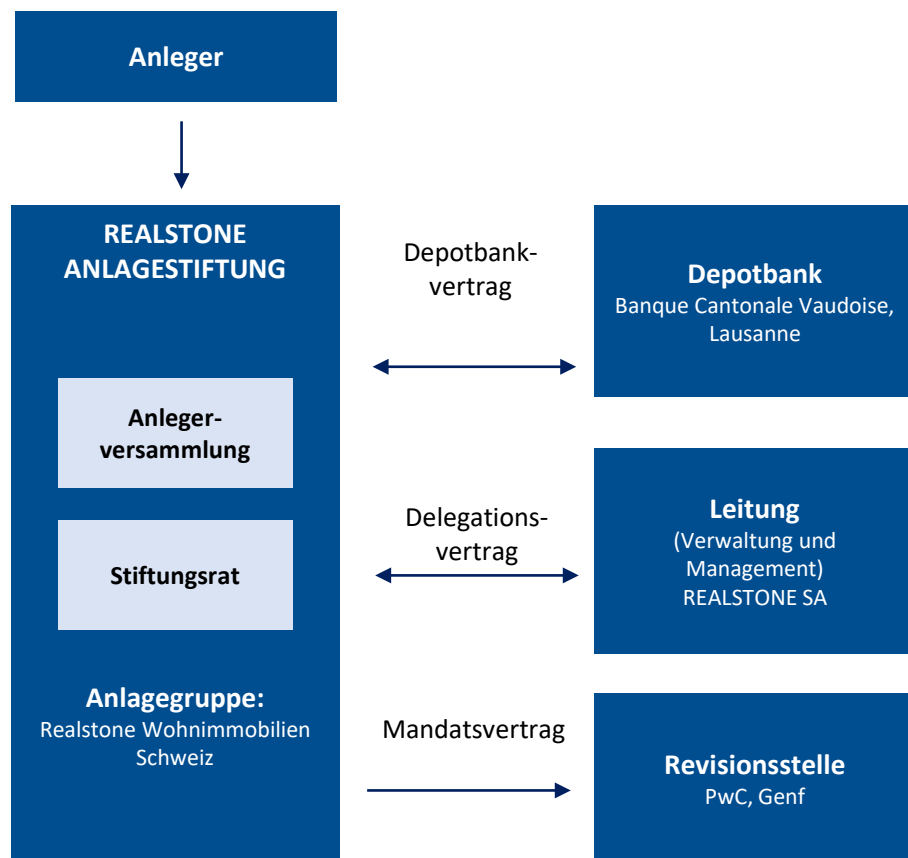 Anleger
REALSTONE
ANLAGESTIFTUNG
Anleger-
versammlung
Stiftungsrat
Anlagegruppe:
Realstone Wohnimmobilien
Schweiz
Depotbank-
vertrag
Delegations-
vertrag
Mandatsvertrag
Depotbank
Banque Cantonale Vaudoise,
Lausanne
Leitung
(Verwaltung und
Management)
REALSTONE SA
Revisionsstelle
PwC, Genf